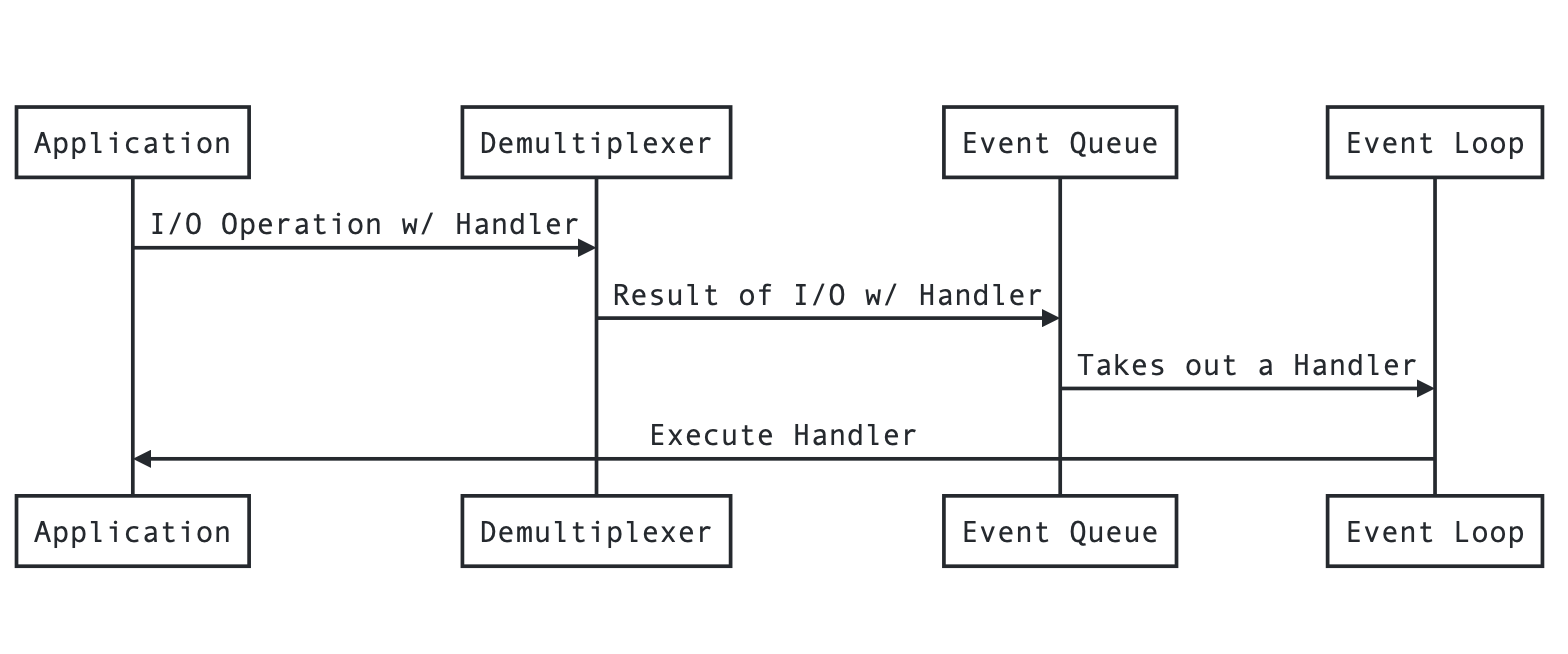 Application
Demultiplexer
Event Queue
Event Loop
I/O Operation w/ Handler
Result of I/O w/ Handler
Takes out a Handler
Execute Handler
Application
Demultiplexer
Event Queue
Event Loop